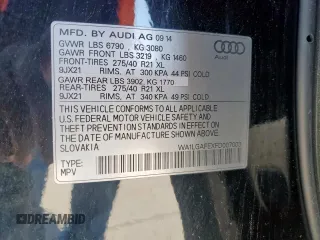 MFD. BY AUDI AG 09 14
GVWR LBS 6790 , KG 3080
GAWR FRONT LBS 3219 , KG 1460
FRONT-TIRES 275/40 R21 XL
9JX21 RIMS, AT 300 KPA 44 PSI COLD
GAWR REAR LBS 3902, KG 1770
REAR-TIRES 275/40 R21 XL
9JX21 RIMS, AT 340 KPA 49 PSI COLD
THIS VEHICLE CONFORMS TO ALL APPLICABLE
U.S. FEDERAL MOTOR VEHICLE SAFETY
STANDARDS IN EFFECT ON THE
DATE OF MANUFACTURE SHOWN ABOVE.
SLOVAKIA
TYPE:
MPV
Audi
DREAMBID
DREAMBID